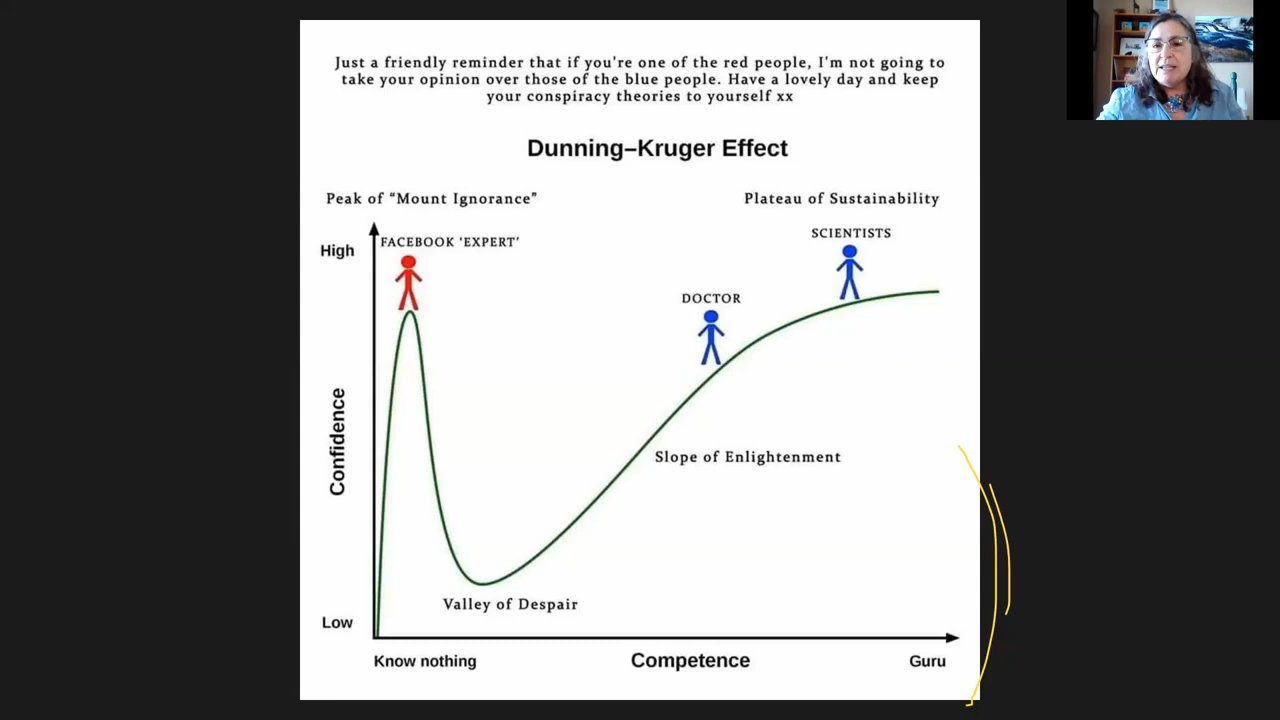 Just a friendly reminder that if you're one of the red people, I'm not going to
take your opinion over those of the blue people. Have a lovely day and keep
your conspiracy theories to yourself xx
Dunning–Kruger Effect
Peak of “Mount Ignorance”
Plateau of Sustainability
High
FACEBOOK ‘EXPERT’
SCIENTISTS
DOCTOR
Confidence
Slope of Enlightenment
Valley of Despair
Low
Know nothing
Competence
Guru